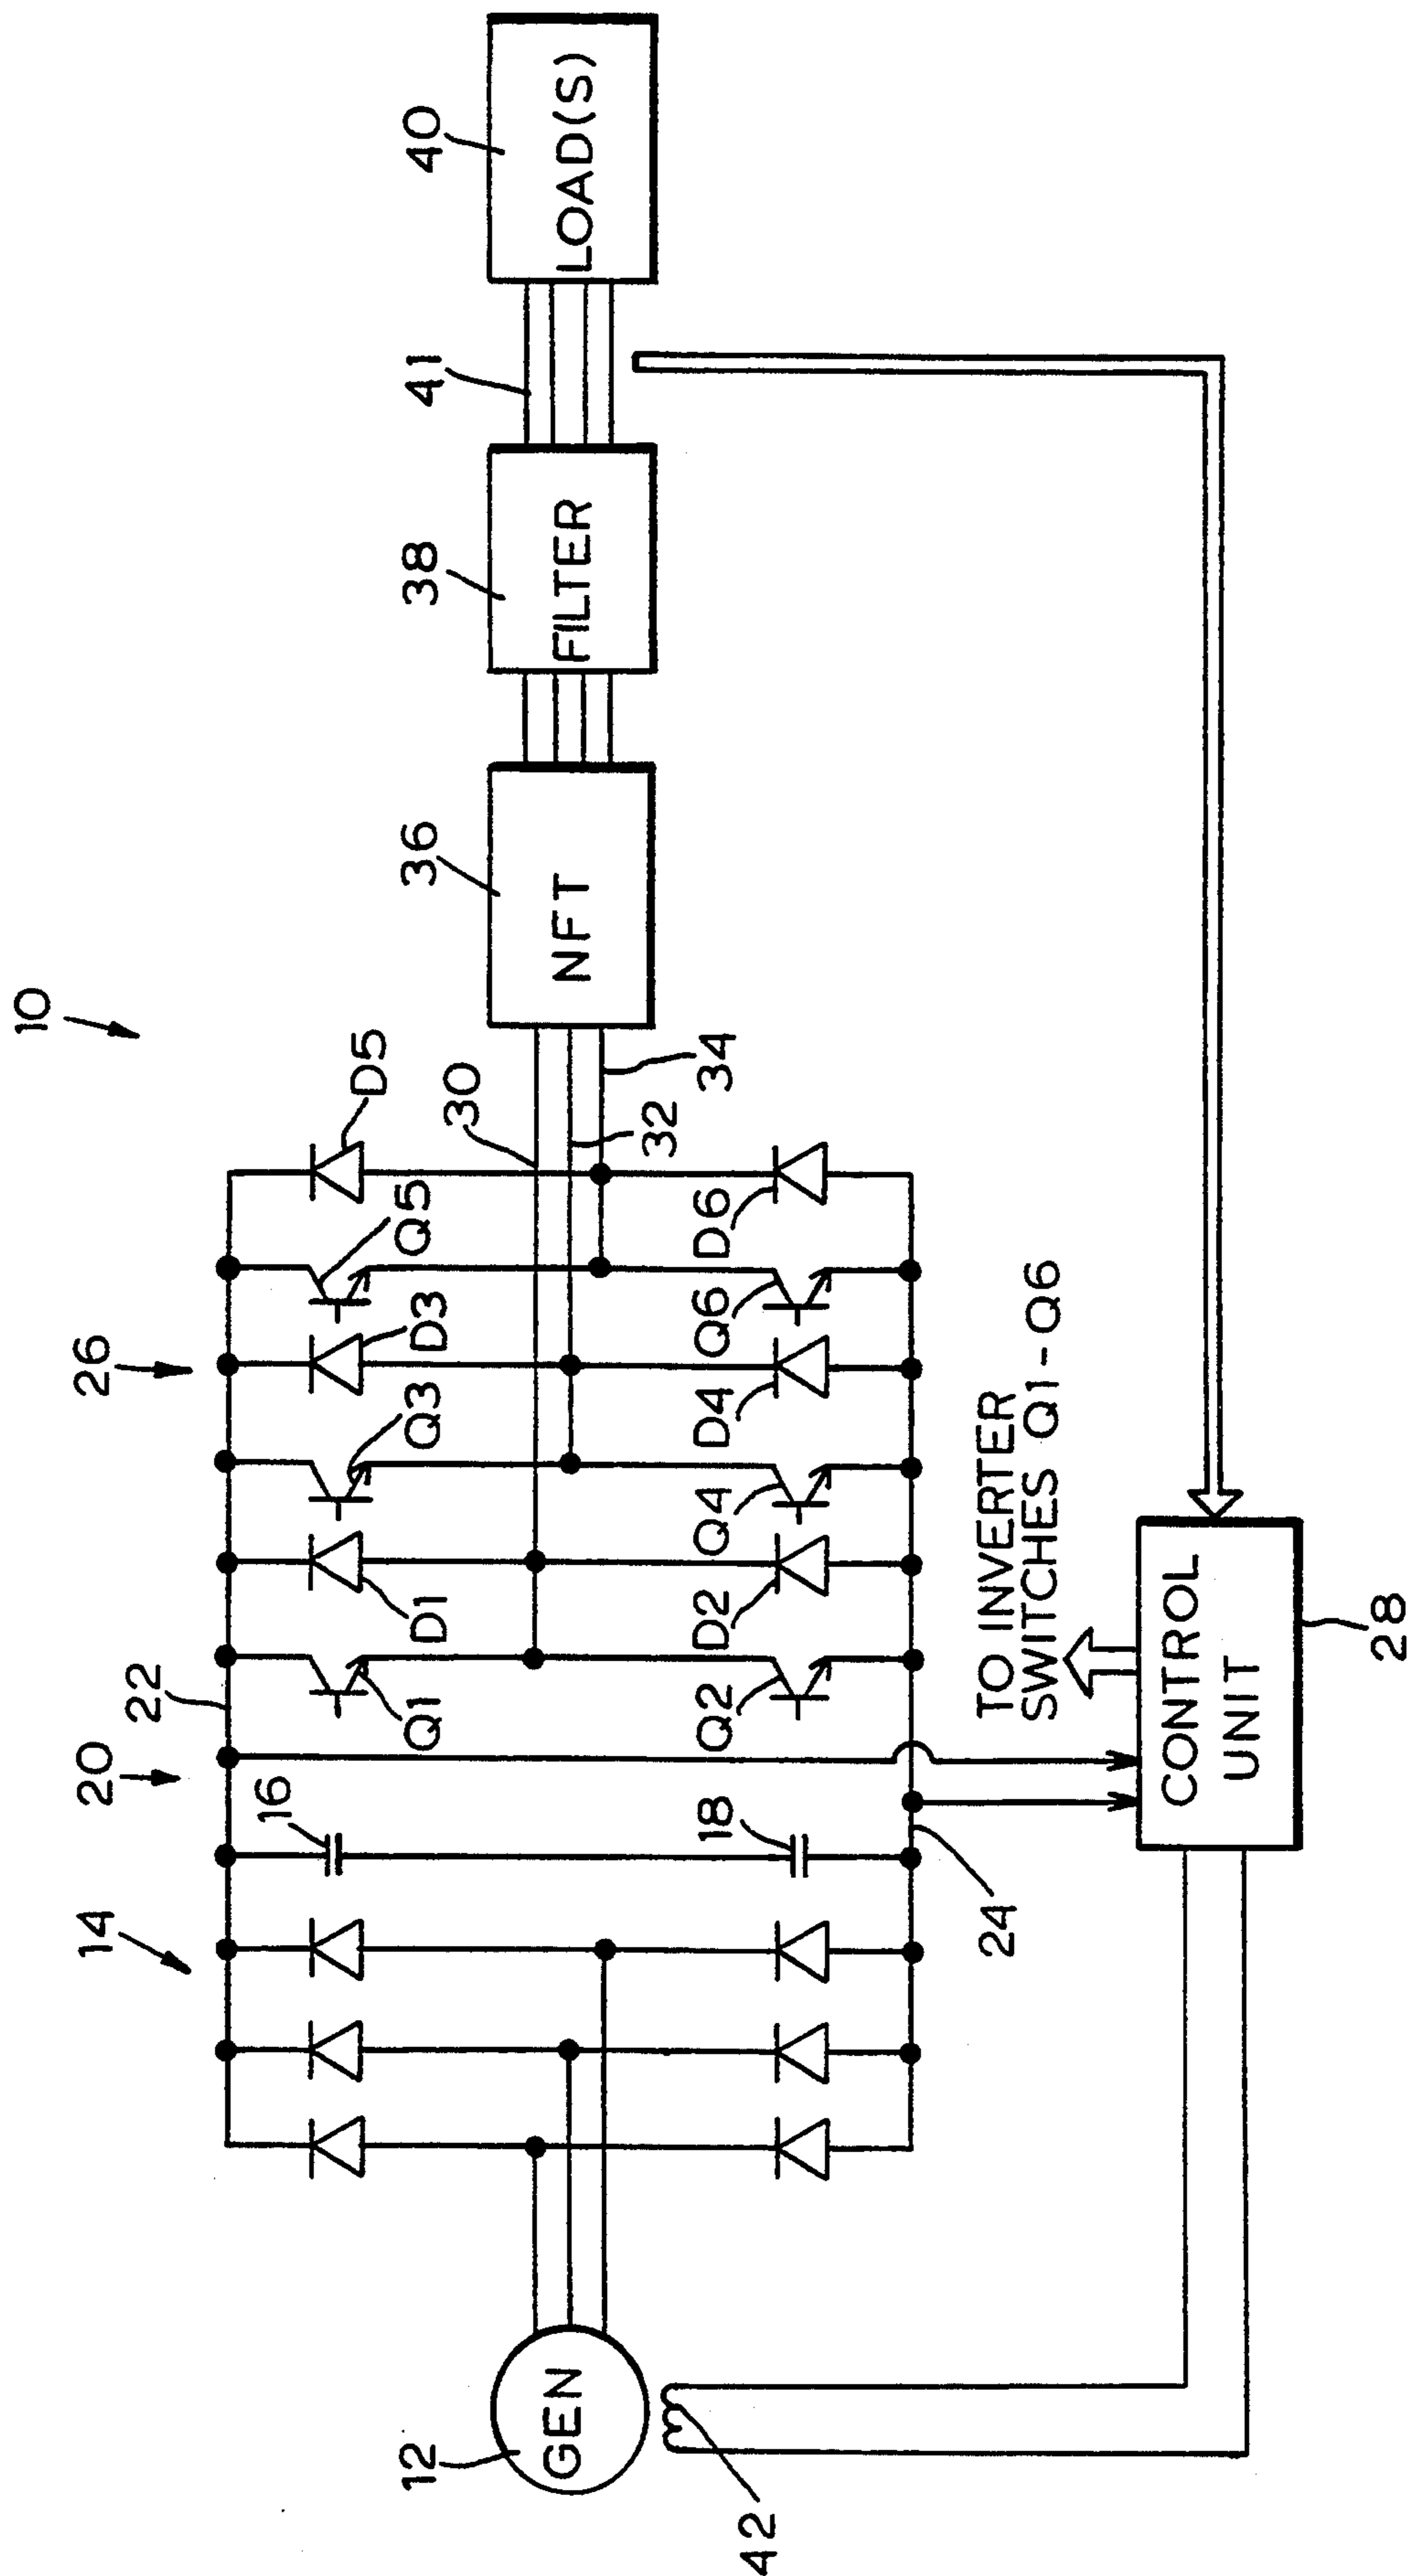 10
26
20
14
22
16
18
24
12
GEN
42
Q1
D1
Q3
D3
Q5
D5
Q2
D2
Q4
D4
Q6
D6
30
32
34
36
NFT
38
FILTER
41
40
LOAD(S)
TO INVERTER
SWITCHES Q1-Q6
CONTROL
UNIT
28